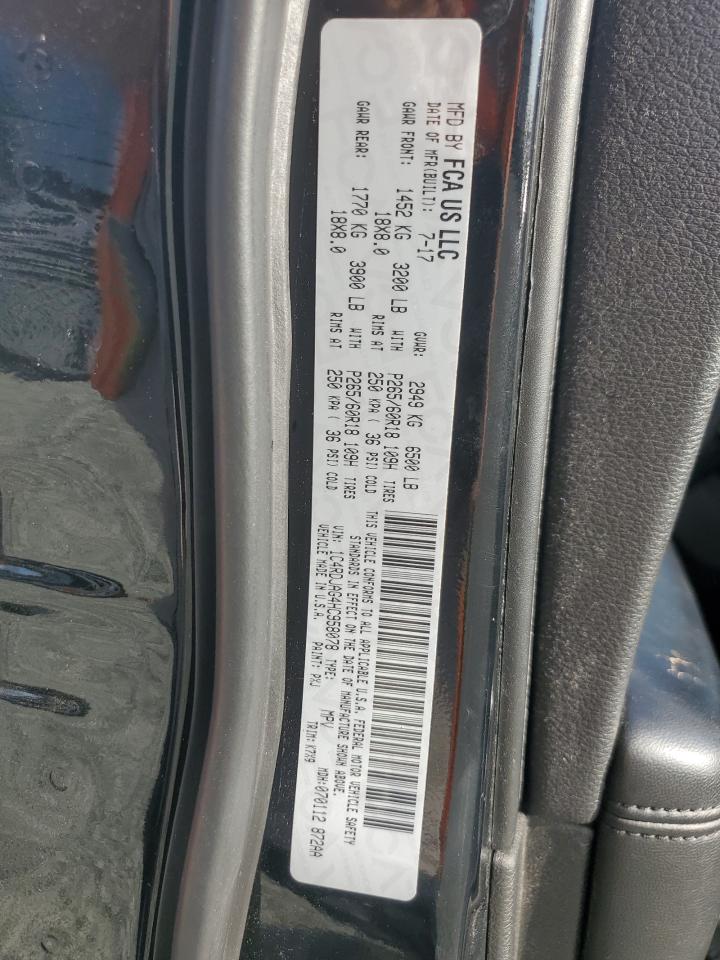 MFD BY FCA US LLC
DATE OF MFR(BUILT): 7-17 GVWR: 2949 KG 6500 LB
GAWR FRONT: 1452 KG 3200 LB WITH P265/60R18 109H TIRES
18X8.0 RIMS AT 250 KPA ( 36 PSI) COLD
GAWR REAR: 1770 KG 3900 LB WITH P265/60R18 109H TIRES
18X8.0 RIMS AT 250 KPA ( 36 PSI) COLD
THIS VEHICLE CONFORMS TO ALL APPLICABLE U.S.A. FEDERAL MOTOR VEHICLE SAFETY
STANDARDS IN EFFECT ON THE DATE OF MANUFACTURE SHOWN ABOVE.
VIN: 1C4RDJAG4HC958078 TYPE: MPV MDH:070112 872AA
VEHICLE MADE IN U.S.A. PAINT: PXJ TRIM: K7X9